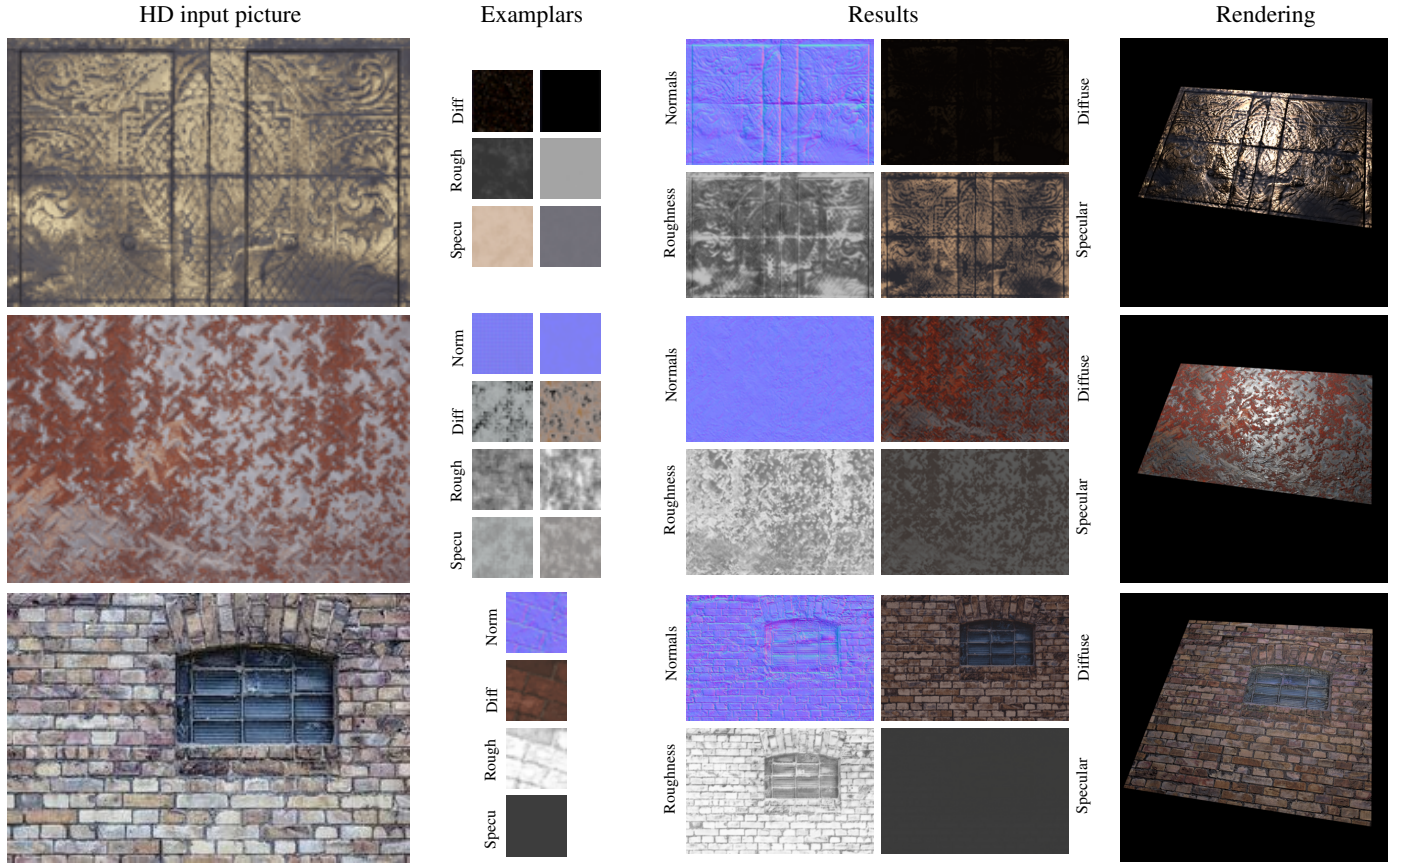 HD input picture
Examplars
Results
Rendering
Diff
Rough
Specu
Normals
Diffuse
Roughness
Specular
Norm
Diff
Rough
Specu
Normals
Diffuse
Roughness
Specular
Norm
Diff
Rough
Specu
Normals
Diffuse
Roughness
Specular